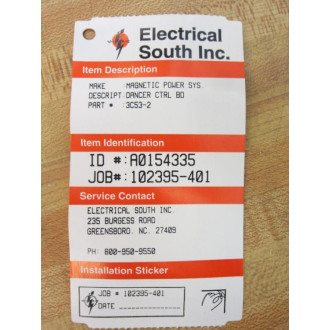 Electrical
South Inc.
Item Description
MAKE : MAGNETIC POWER SYS
DESCRIPT: DANCER CTRL BD
PART # : 3C53-2
Item Identification
ID #: A0154335
JOB#: 102395-401
Service Contact
ELECTRICAL SOUTH INC.
235 BURGESS ROAD
GREENSBORO, NC. 27409
PH: 800-950-9550
Installation Sticker
JOB # 102395-401
DATE